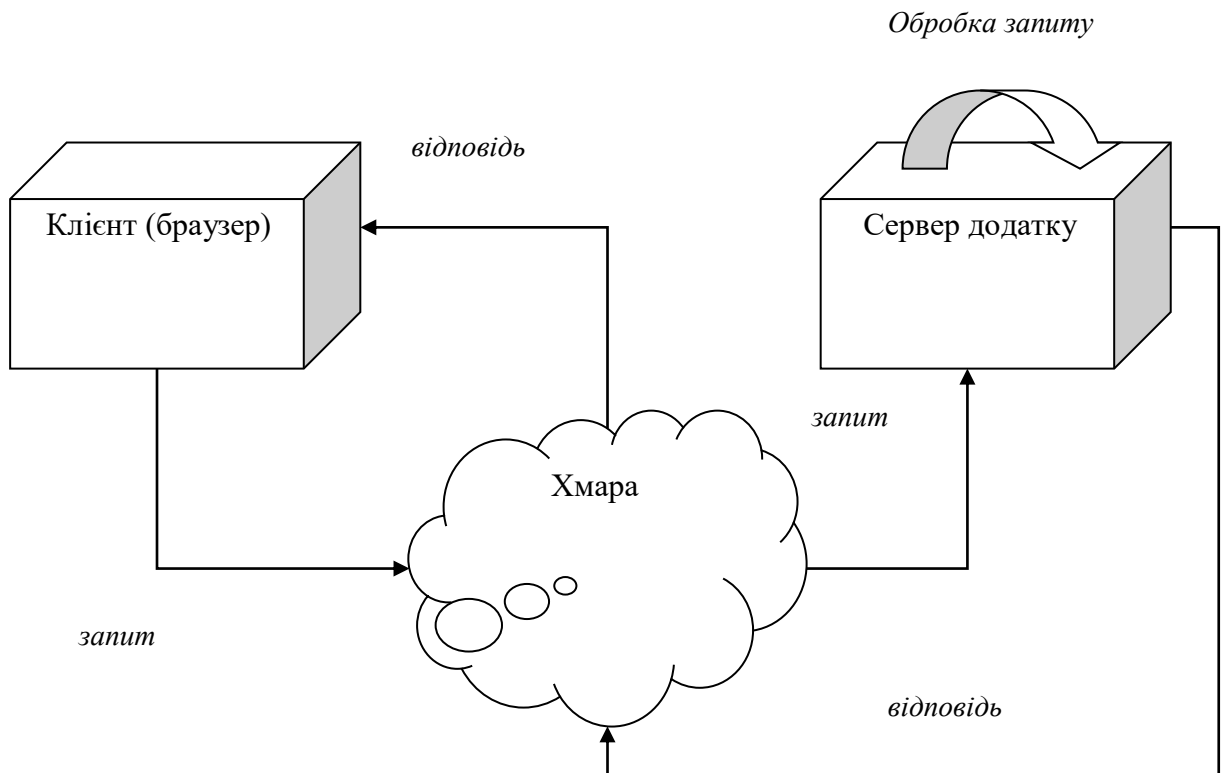 Обробка запиту
відповідь
Клієнт (браузер)
Сервер додатку
запит
Хмара
запит
відповідь